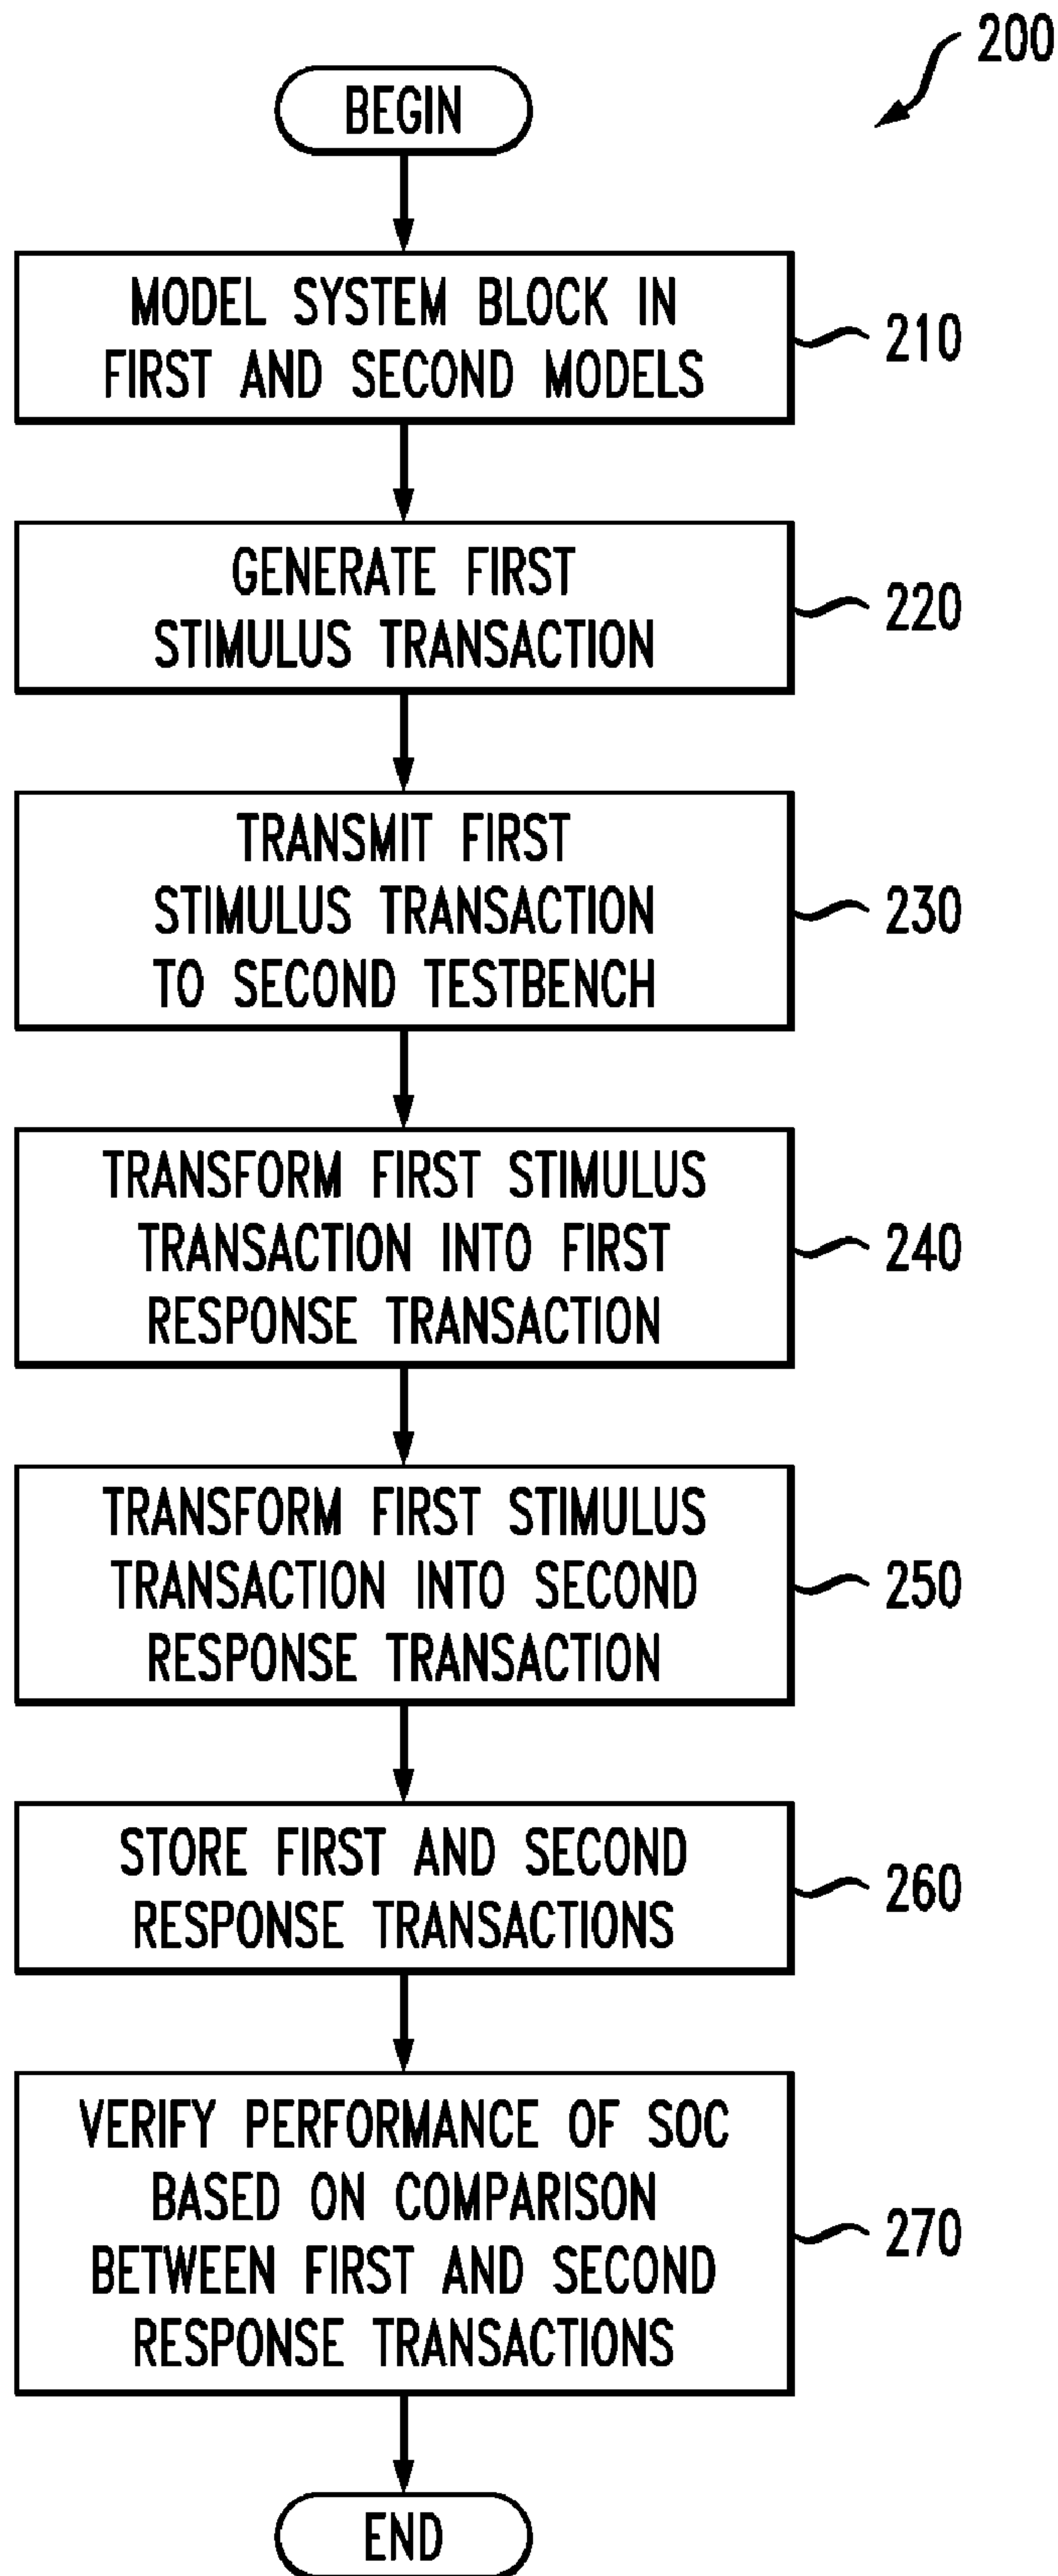 200
BEGIN
MODEL SYSTEM BLOCK IN
FIRST AND SECOND MODELS
210
GENERATE FIRST
STIMULUS TRANSACTION
220
TRANSMIT FIRST
STIMULUS TRANSACTION
TO SECOND TESTBENCH
230
TRANSFORM FIRST STIMULUS
TRANSACTION INTO FIRST
RESPONSE TRANSACTION
240
TRANSFORM FIRST STIMULUS
TRANSACTION INTO SECOND
RESPONSE TRANSACTION
250
STORE FIRST AND SECOND
RESPONSE TRANSACTIONS
260
VERIFY PERFORMANCE OF SOC
BASED ON COMPARISON
BETWEEN FIRST AND SECOND
RESPONSE TRANSACTIONS
270
END